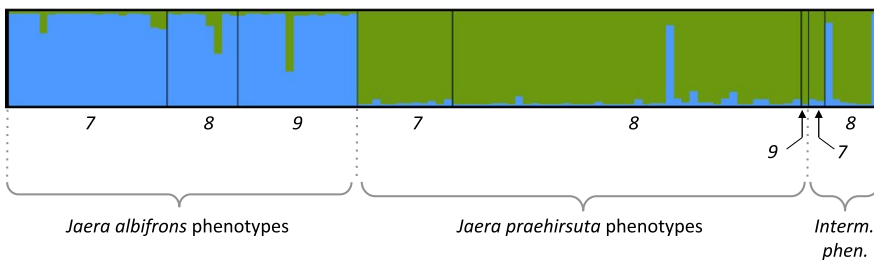 7 8 9 7 8 8
9 7
Jaera albifrons phenotypes Jaera praehirsuta phenotypes Interm.
phen.